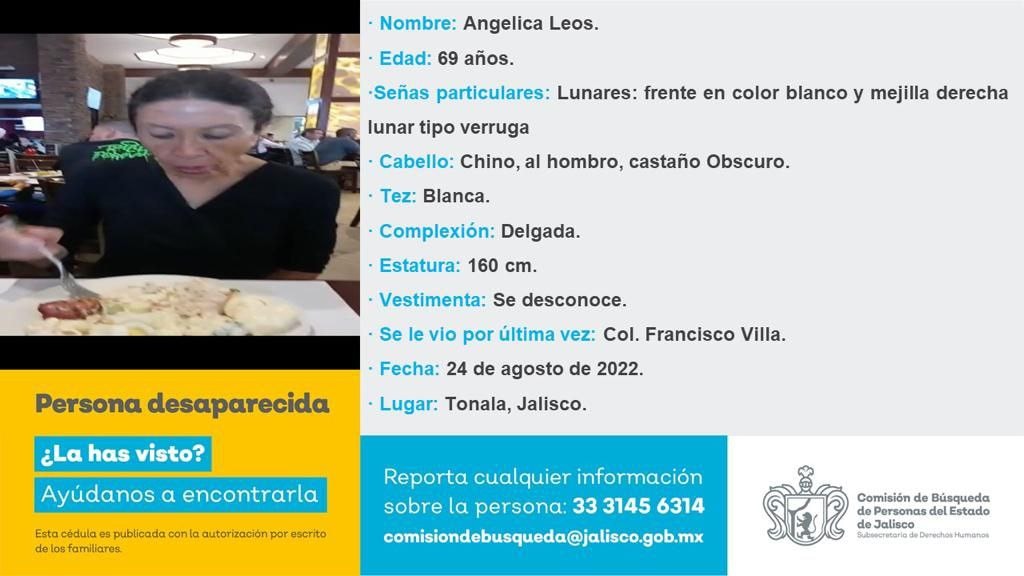 · Nombre: Angelica Leos.
· Edad: 69 años.
·Señas particulares: Lunares: frente en color blanco y mejilla derecha
lunar tipo verruga
· Cabello: Chino, al hombro, castaño Obscuro.
· Tez: Blanca.
· Complexión: Delgada.
· Estatura: 160 cm.
· Vestimenta: Se desconoce.
· Se le vio por última vez: Col. Francisco Villa.
· Fecha: 24 de agosto de 2022.
· Lugar: Tonala, Jalisco.
Persona desaparecida
¿La has visto?
Ayúdanos a encontrarla
Esta cédula es publicada con la autorización por escrito
de los familiares.
Reporta cualquier información
sobre la persona: 33 3145 6314
comisiondebusqueda@jalisco.gob.mx
Comisión de Búsqueda
de Personas del Estado
de Jalisco
Subsecretaría de Derechos Humanos